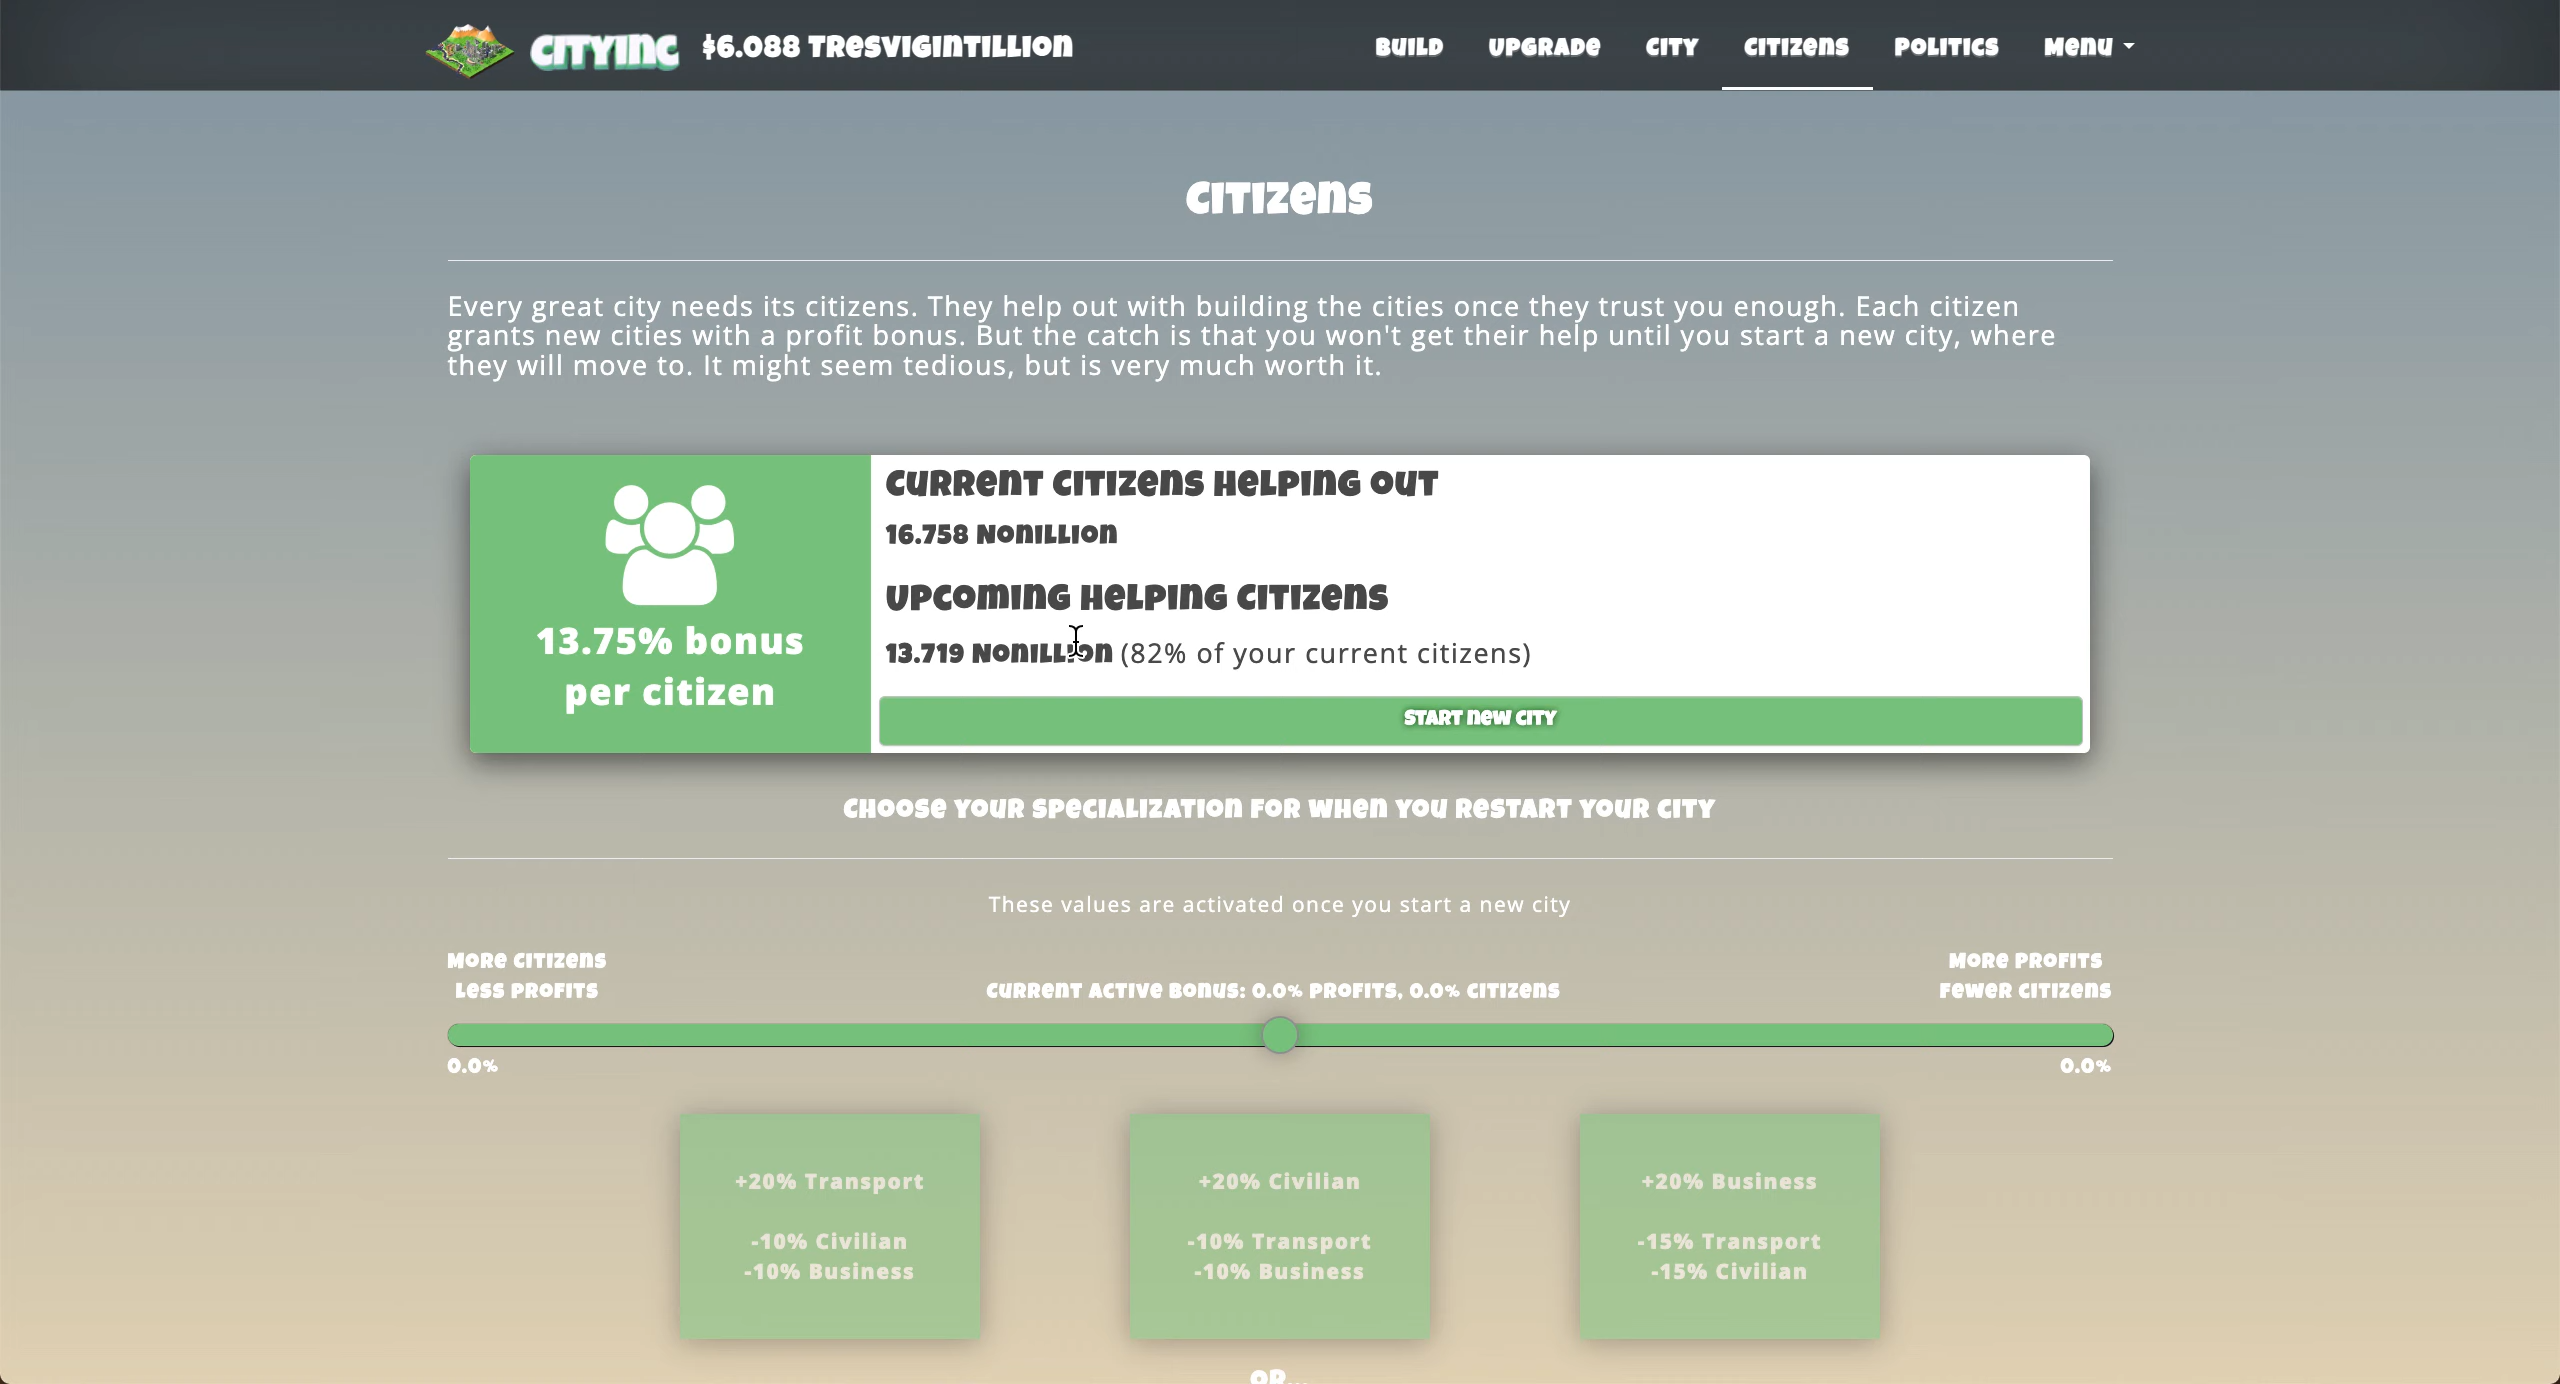 CITYINC $6.088 Tresvigintillion BUILD UPGRADE CITY CITIZENS POLITICS Menu
Citizens
Every great city needs its citizens. They help out with building the cities once they trust you enough. Each citizen
grants new cities with a profit bonus. But the catch is that you won't get their help until you start a new city, where
they will move to. It might seem tedious, but is very much worth it.
13.75% bonus
per citizen
Current citizens helping out
16.758 Nonillion
Upcoming helping citizens
13.719 Nonillion (82% of your current citizens)
Start new city
Choose your specialization for when you restart your city
These values are activated once you start a new city
More citizens
Less profits
Current active bonus: 0.0% profits, 0.0% citizens
More profits
Fewer citizens
0.0%
0.0%
+20% Transport
-10% Civilian
-10% Business
+20% Civilian
-10% Transport
-10% Business
+20% Business
-15% Transport
-15% Civilian
OR...